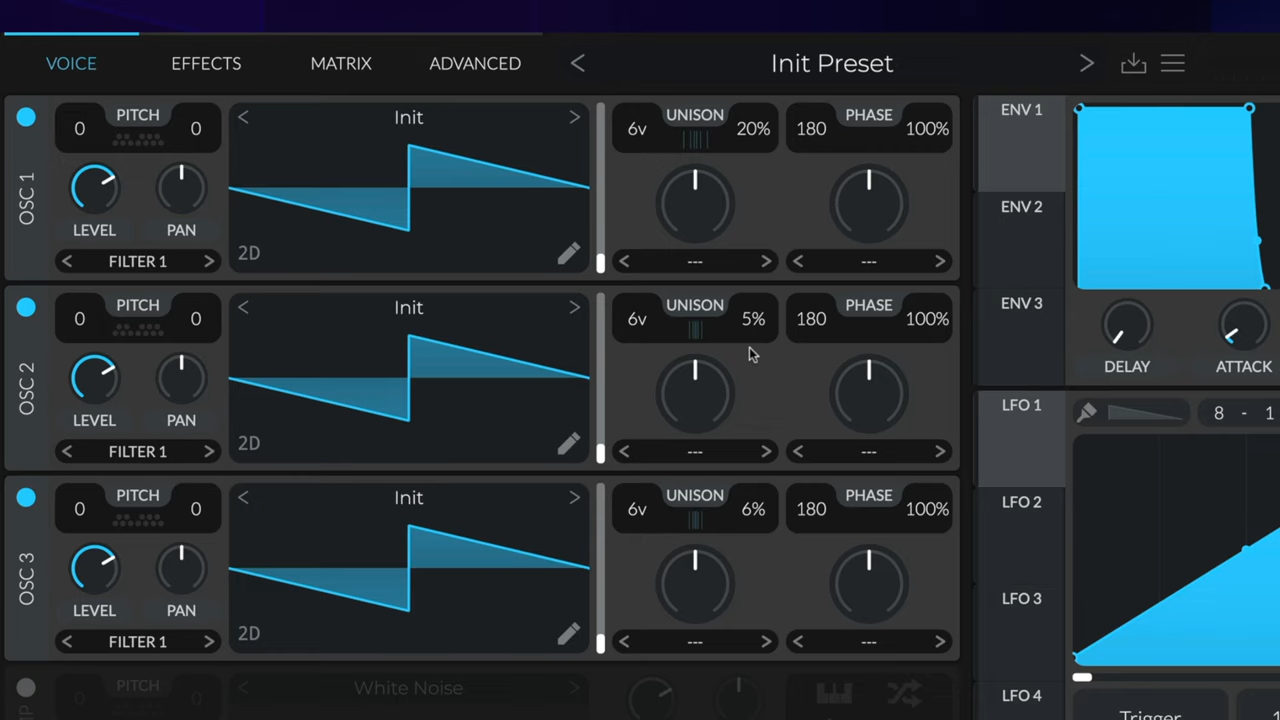 VOICE EFFECTS MATRIX ADVANCED < Init Preset >
OSC 1
PITCH
0 0
LEVEL PAN
< FILTER 1 >
< Init >
2D
UNISON
6v 20%
< --- >
PHASE
180 100%
< --- >
OSC 2
PITCH
0 0
LEVEL PAN
< FILTER 1 >
< Init >
2D
UNISON
6v 5%
< --- >
PHASE
180 100%
< --- >
OSC 3
PITCH
0 0
LEVEL PAN
< FILTER 1 >
< Init >
2D
UNISON
6v 6%
< --- >
PHASE
180 100%
< --- >
PITCH
0 0
< White Noise >
ENV 1
ENV 2
ENV 3
DELAY ATTACK
LFO 1
8 - 1
LFO 2
LFO 3
LFO 4
Trigger